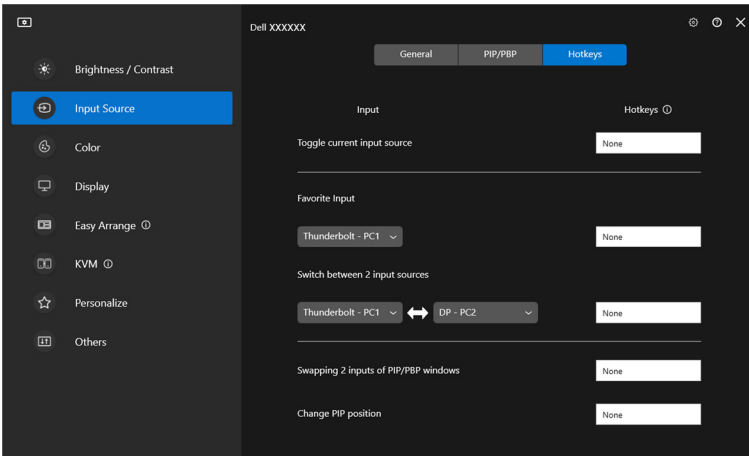 Dell XXXXXX
General PIP/PBP Hotkeys
Brightness / Contrast
Input Source
Color
Display
Easy Arrange
KVM
Personalize
Others
Input Hotkeys
Toggle current input source None
Favorite Input
Thunderbolt - PC1 None
Switch between 2 input sources
Thunderbolt - PC1 DP - PC2 None
Swapping 2 inputs of PIP/PBP windows None
Change PIP position None